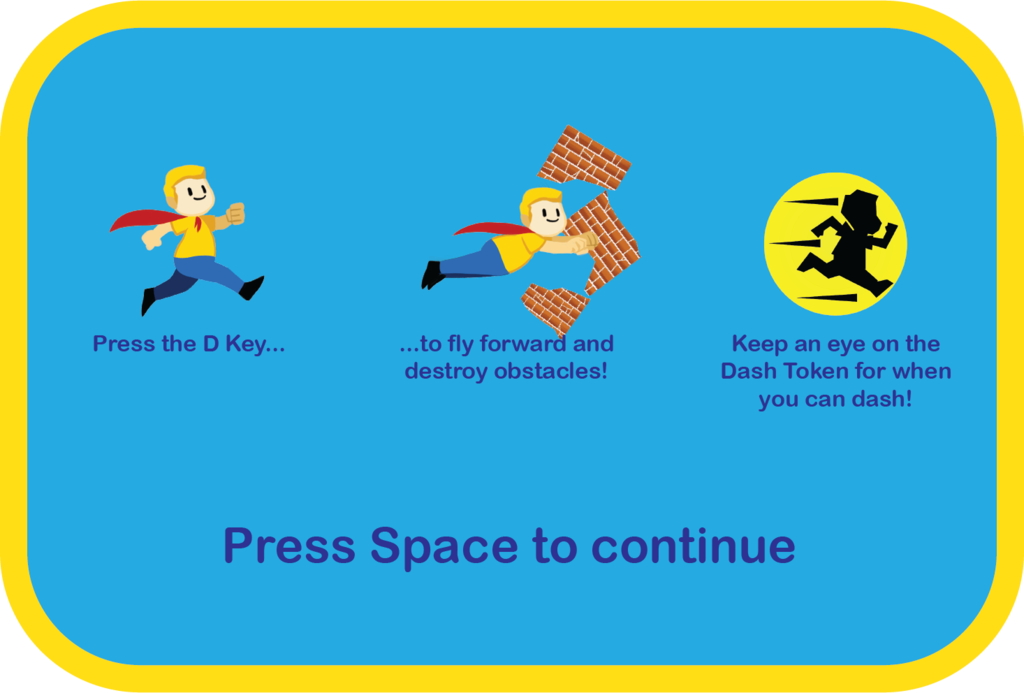 Press the D Key...
...to fly forward and
destroy obstacles!
Keep an eye on the
Dash Token for when
you can dash!
Press Space to continue